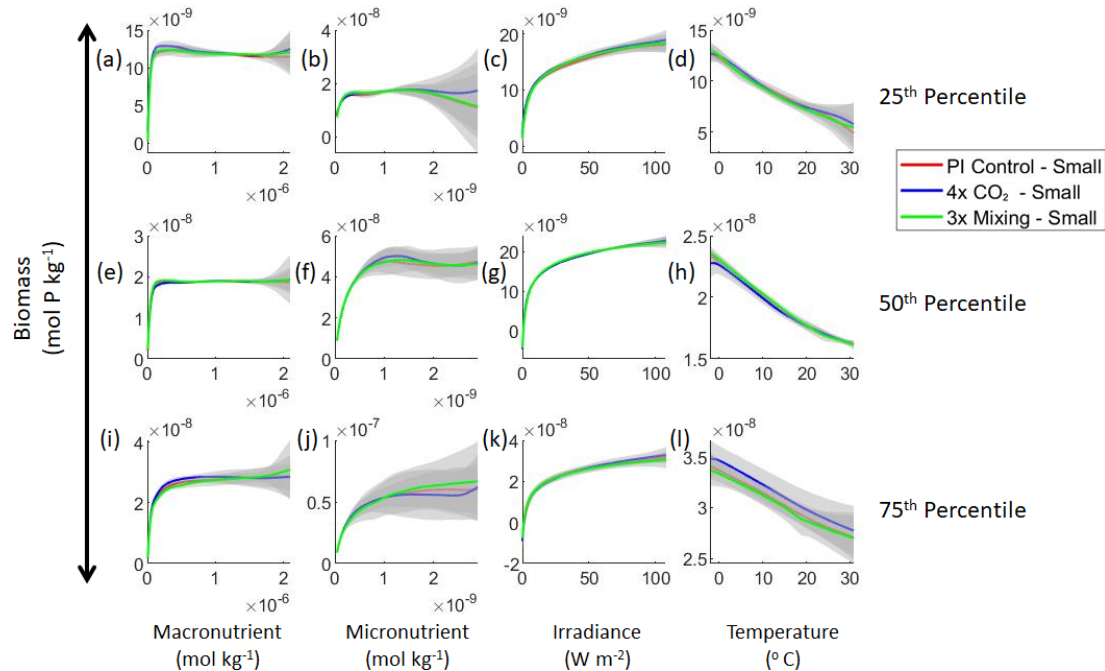 ×10⁻⁹ ×10⁻⁸ ×10⁻⁹ ×10⁻⁹
(a) 15 10 5 0 (b) 4 2 0 (c) 20 10 0 (d) 15 10 5
0 1 2 0 1 2 0 50 100 0 10 20 30
×10⁻⁶ ×10⁻⁹
25th Percentile
PI Control - Small
4x CO₂ - Small
3x Mixing - Small
×10⁻⁸ ×10⁻⁸ ×10⁻⁹ ×10⁻⁸
(e) 3 2 1 0 (f) 6 4 2 0 (g) 20 10 0 (h) 2.5 2 1.5
0 1 2 0 1 2 0 50 100 0 10 20 30
×10⁻⁶ ×10⁻⁹
50th Percentile
Biomass
(mol P kg⁻¹)
×10⁻⁸ ×10⁻⁷ ×10⁻⁸ ×10⁻⁸
(i) 4 2 0 (j) 1 0.5 0 (k) 4 2 0 -2 (l) 3.5 3 2.5
0 1 2 0 1 2 0 50 100 0 10 20 30
×10⁻⁶ ×10⁻⁹
75th Percentile
Macronutrient Micronutrient Irradiance Temperature
(mol kg⁻¹) (mol kg⁻¹) (W m⁻²) (° C)